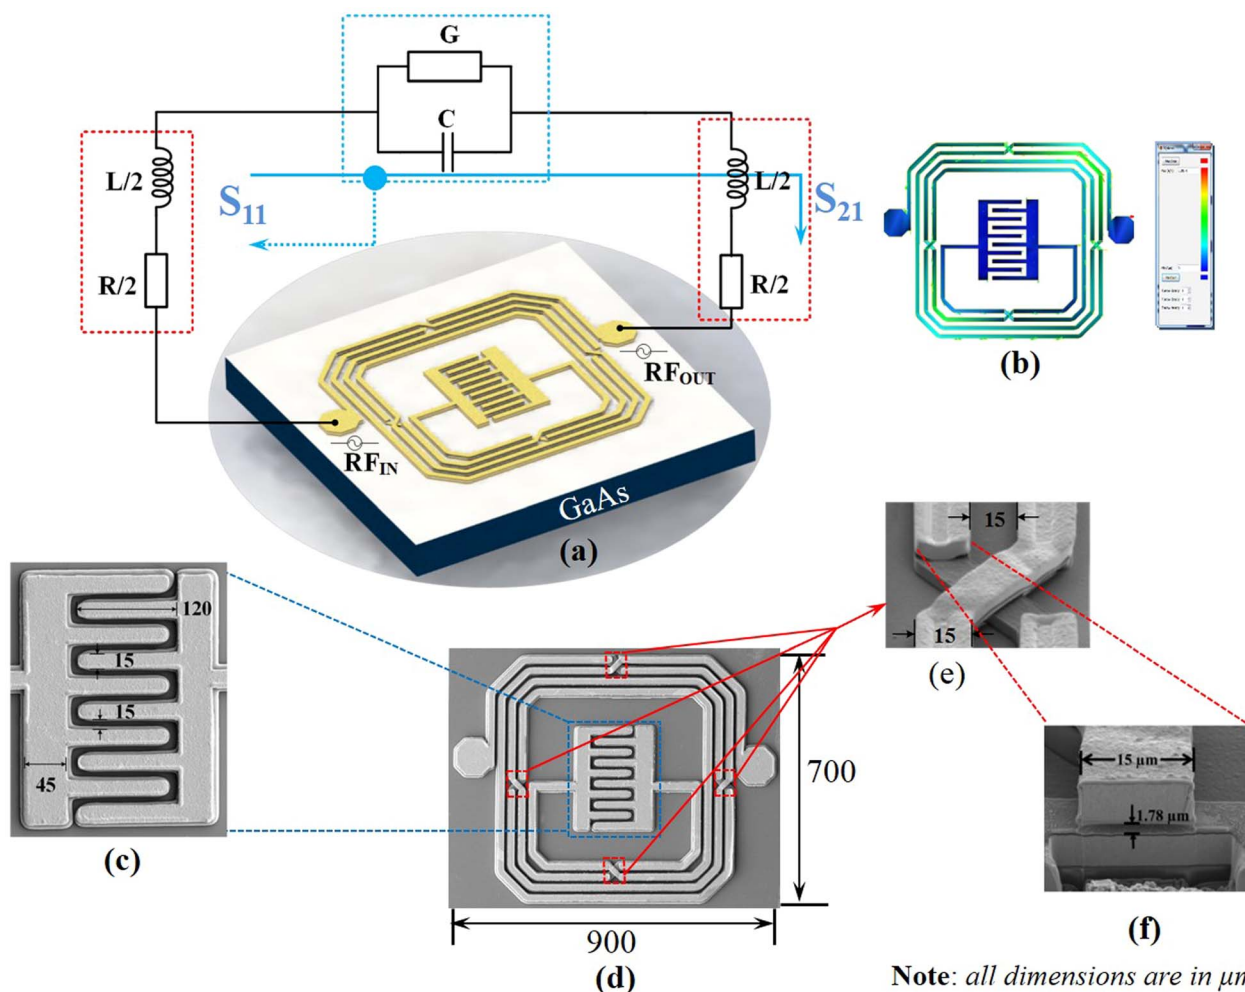 G
C
L/2
R/2
S11
L/2
S21
R/2
RFOUT
RFIN
GaAs
(a)
(b)
120
15
15
45
(c)
700
900
(d)
15
15
(e)
15 µm
1.78 µm
(f)
Note: all dimensions are in µm